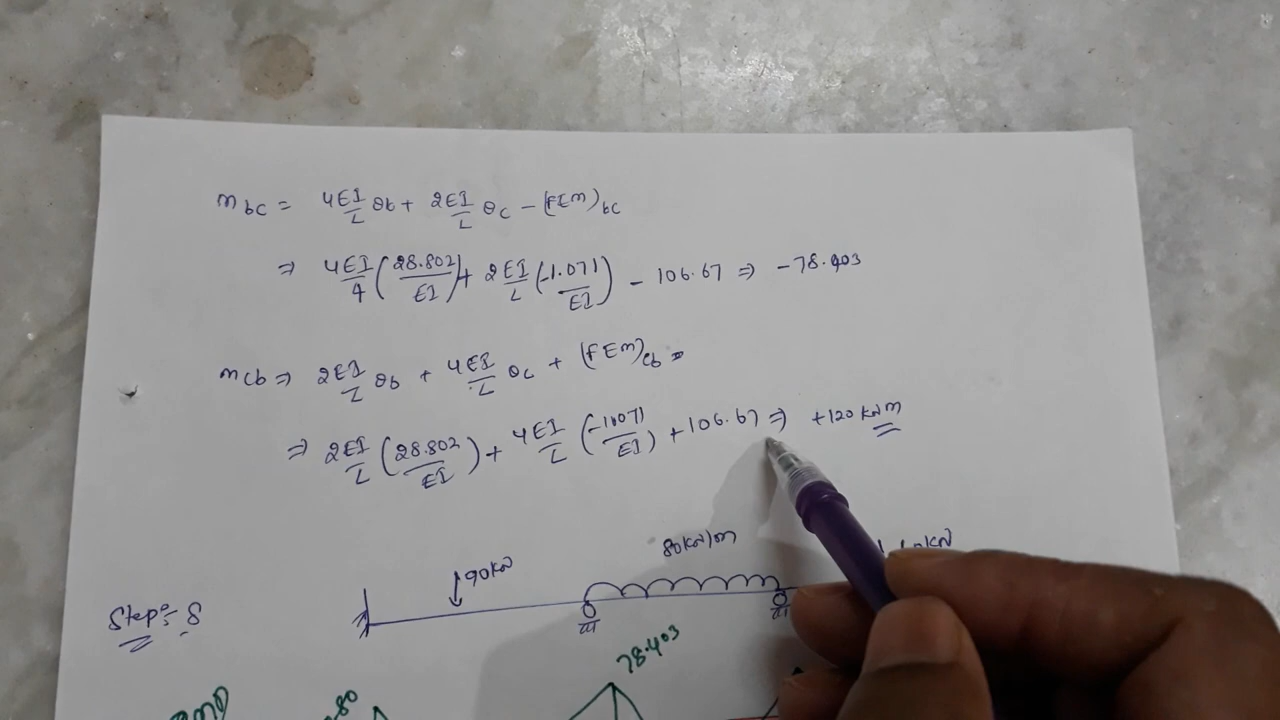 mbc = 4EI/L θb + 2EI/L θc - (FEM)bc
⇒ 4EI/4 (28.802/EI) + 2EI/L (-1.071/EI) - 106.67 ⇒ -78.403
mcb ⇒ 2EI/L θb + 4EI/L θc + (FEM)cb =
⇒ 2EI/L (28.802/EI) + 4EI/L (-1.071/EI) + 106.67 ⇒ +120 kNm
80kN/m
90kN
Step:- 8
78.403
BMD